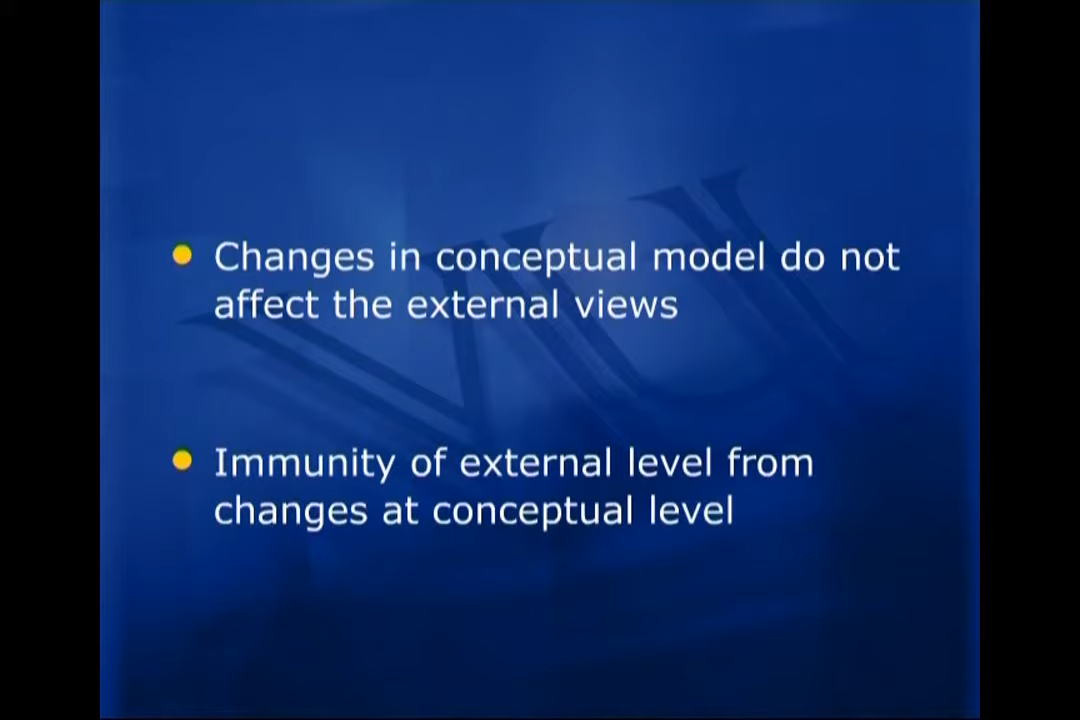 Changes in conceptual model do not
affect the external views
Immunity of external level from
changes at conceptual level
VU